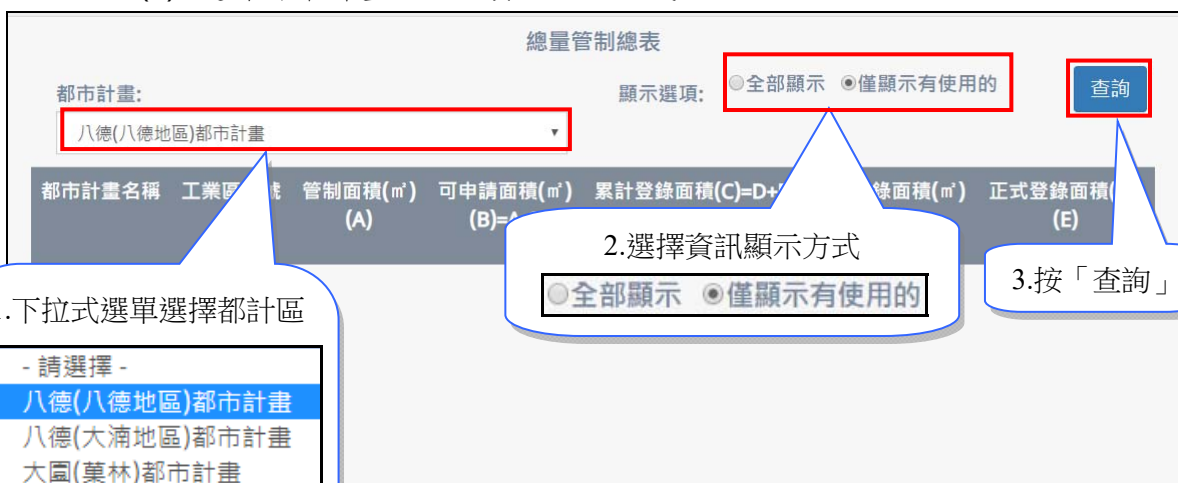 總量管制總表
都市計畫:
顯示選項:
全部顯示 僅顯示有使用的
查詢
八德(八德地區)都市計畫
都市計畫名稱 工業區 管制面積(㎡) 可申請面積(㎡) 累計登錄面積(C)=D+ 錄面積(㎡) 正式登錄面積(
(A) (B)=A (E)
2.選擇資訊顯示方式
全部顯示 僅顯示有使用的
3.按「查詢」
.下拉式選單選擇都計區
- 請選擇 -
八德(八德地區)都市計畫
八德(大湳地區)都市計畫
大園(菓林)都市計畫